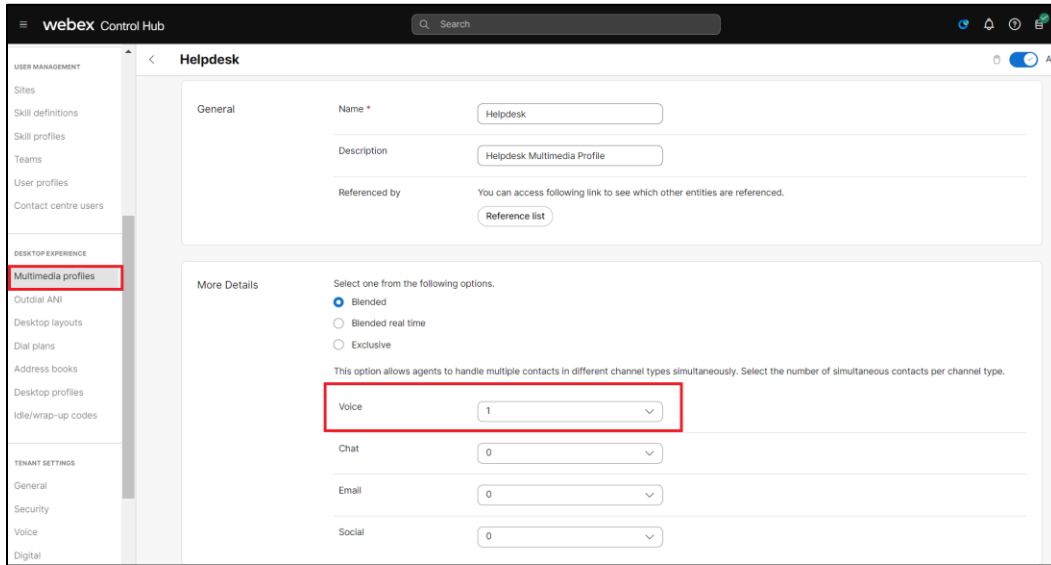 webex Control Hub
Search
USER MANAGEMENT
Sites
Skill definitions
Skill profiles
Teams
User profiles
Contact centre users
DESKTOP EXPERIENCE
Multimedia profiles
Outdial ANI
Desktop layouts
Dial plans
Address books
Desktop profiles
Idle/wrap-up codes
TENANT SETTINGS
General
Security
Voice
Digital
Helpdesk
A
General
Name *
Helpdesk
Description
Helpdesk Multimedia Profile
Referenced by
You can access following link to see which other entities are referenced.
Reference list
More Details
Select one from the following options.
Blended
Blended real time
Exclusive
This option allows agents to handle multiple contacts in different channel types simultaneously. Select the number of simultaneous contacts per channel type.
Voice
1
Chat
0
Email
0
Social
0